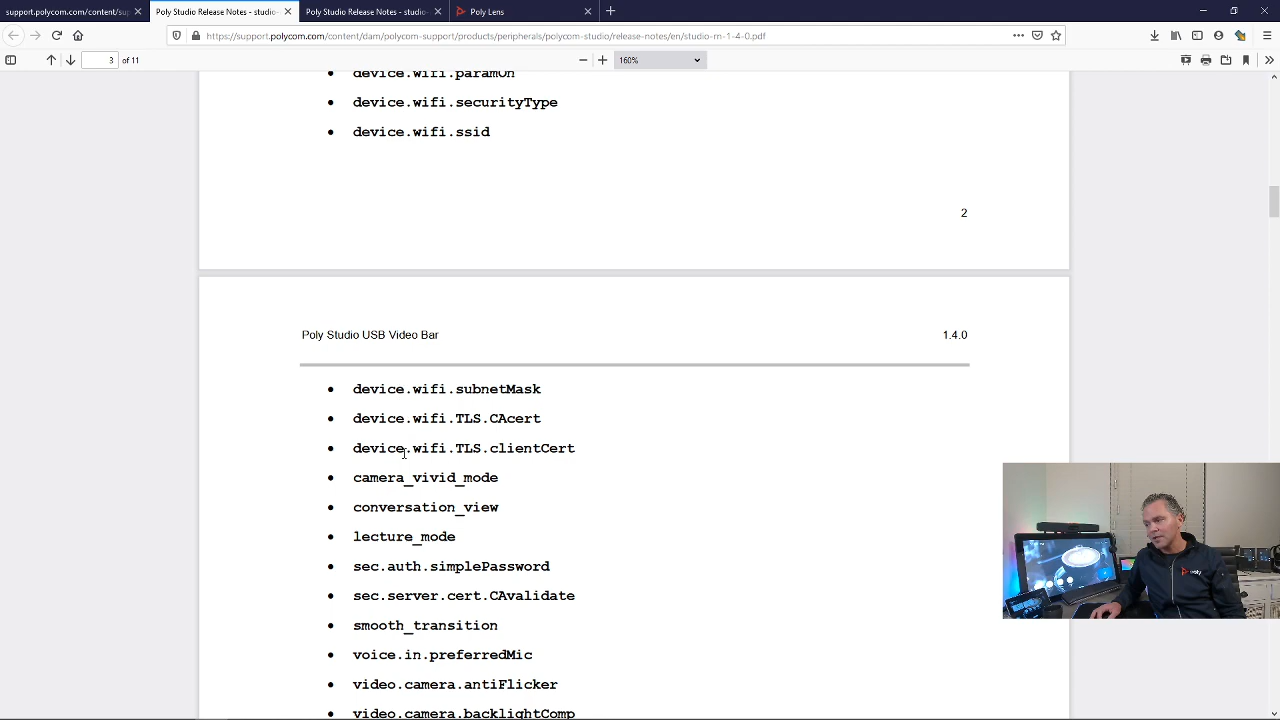 support.polycom.com/content/su
Poly Studio Release Notes - studio-
Poly Studio Release Notes - studio-
Poly Lens
https://support.polycom.com/content/dam/polycom-support/products/peripherals/polycom-studio/release-notes/en/studio-rn-1-4-0.pdf
3 of 11
160%
• device.wifi.paramOn
• device.wifi.securityType
• device.wifi.ssid
2
Poly Studio USB Video Bar 1.4.0
• device.wifi.subnetMask
• device.wifi.TLS.CAcert
• device.wifi.TLS.clientCert
• camera_vivid_mode
• conversation_view
• lecture_mode
• sec.auth.simplePassword
• sec.server.cert.CAvalidate
• smooth_transition
• voice.in.preferredMic
• video.camera.antiFlicker
• video.camera.backlightComp
poly